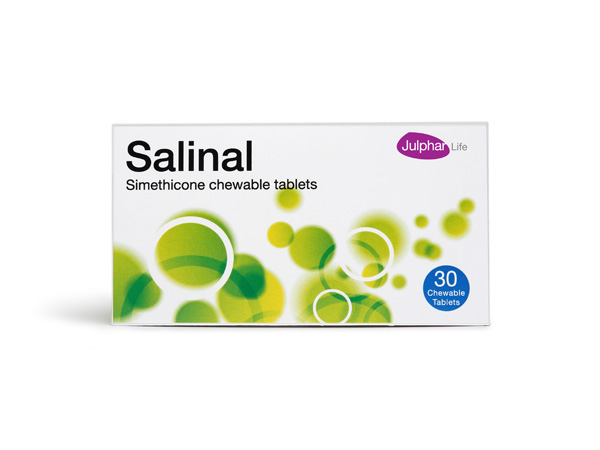 Salinal
Simethicone chewable tablets
Julphar Life
30
Chewable
Tablets